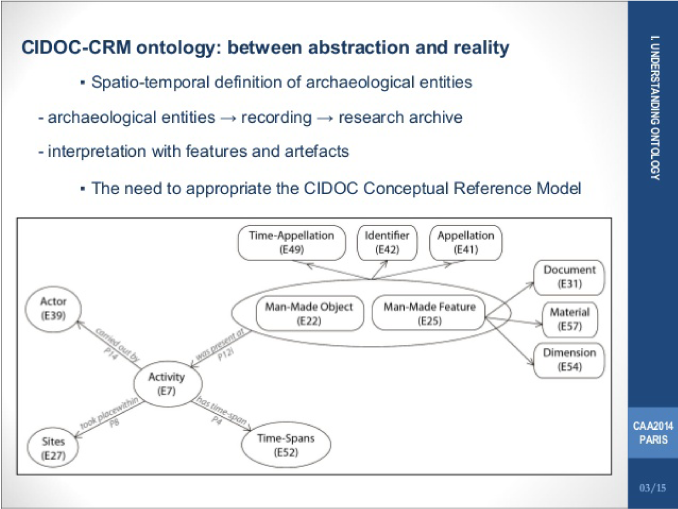 CIDOC-CRM ontology: between abstraction and reality
▪ Spatio-temporal definition of archaeological entities
- archaeological entities → recording → research archive
- interpretation with features and artefacts
▪ The need to appropriate the CIDOC Conceptual Reference Model
Time-Appellation
(E49)
Identifier
(E42)
Appellation
(E41)
Man-Made Object
(E22)
Man-Made Feature
(E25)
Document
(E31)
Material
(E57)
Dimension
(E54)
Actor
(E39)
carried out by
P14
was present at
P12i
Activity
(E7)
took placewithin
P8
has time-span
P4
Sites
(E27)
Time-Spans
(E52)
I. UNDERSTANDING ONTOLOGY
CAA2014
PARIS
03/15